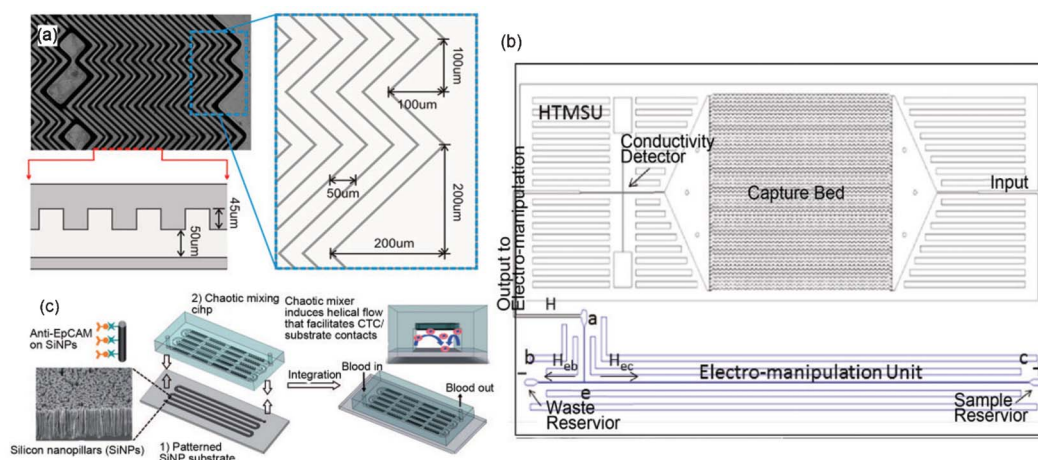 (a)
100um
100um
50um
200um
200um
45um
50um
(b)
HTMSU
Conductivity
Detector
Capture Bed
Input
Output to
Electro-manipulation
H
a
b
Heb
Hec
c
Electro-manipulation Unit
e
Waste
Reservior
Sample
Reservior
(c)
Anti-EpCAM
on SiNPs
2) Chaotic mixing
cihp
Chaotic mixer
induces helical flow
that facilitates CTC/
substrate contacts
Integration
Blood in
Blood out
Silicon nanopillars (SiNPs)
1) Patterned
SiNP substrate